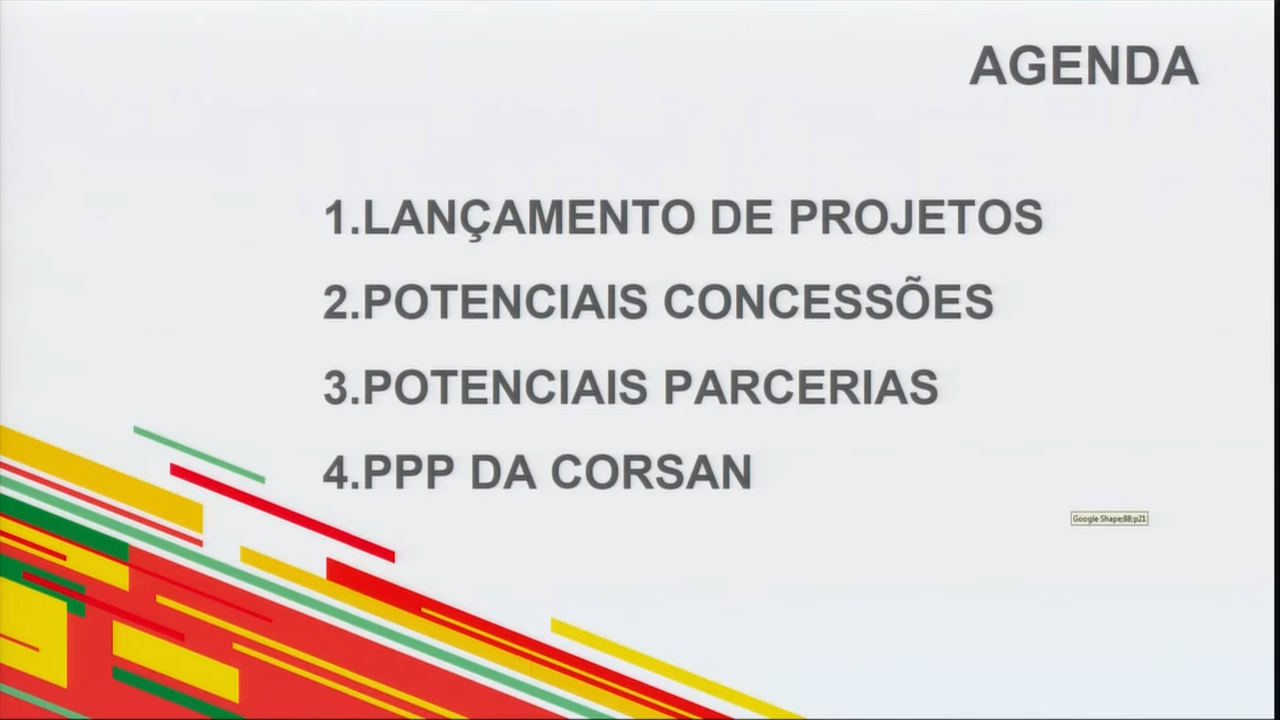 AGENDA
1.LANÇAMENTO DE PROJETOS
2.POTENCIAIS CONCESSÕES
3.POTENCIAIS PARCERIAS
4.PPP DA CORSAN
Google Shape;88;p21